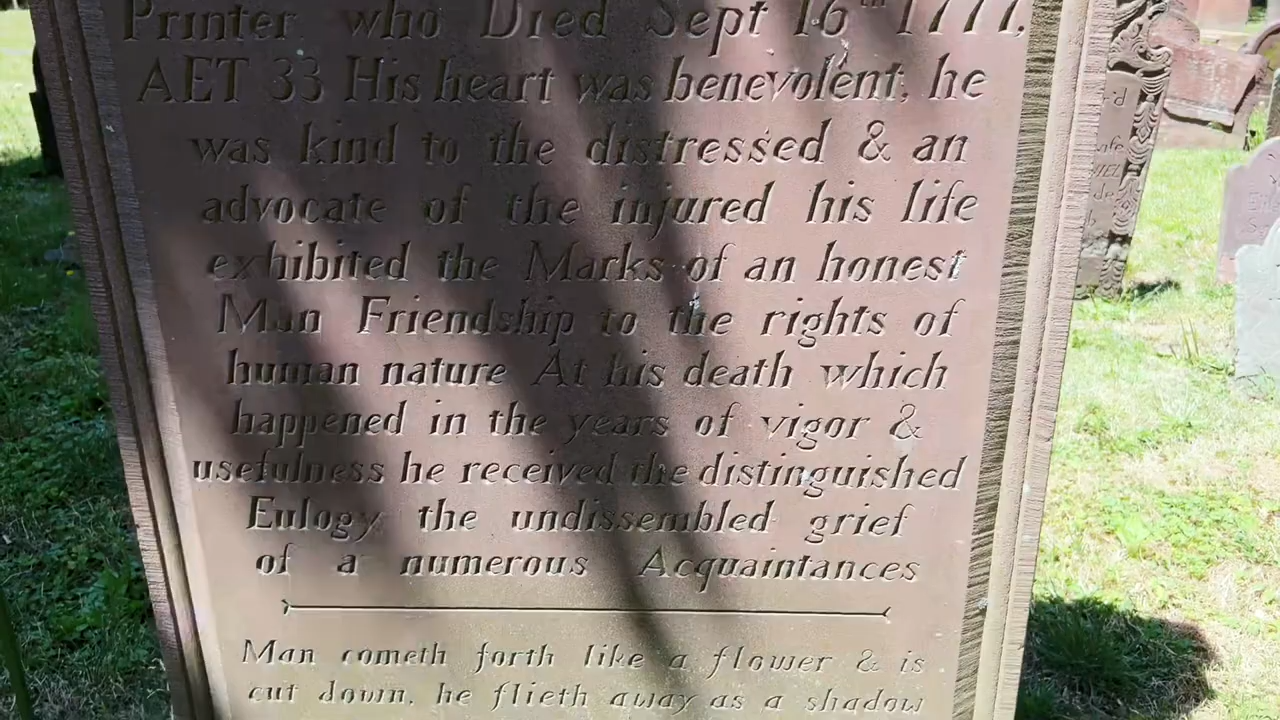 Printer who Died Sept 16th 1777,
AET 33 His heart was benevolent, he
was kind to the distressed & an
advocate of the injured his life
exhibited the Marks of an honest
Man Friendship to the rights of
human nature At his death which
happened in the years of vigor &
usefulness he received the distinguished
Eulogy the undissembled grief
of a numerous Acquaintances
Man cometh forth like a flower & is
cut down, he flieth away as a shadow